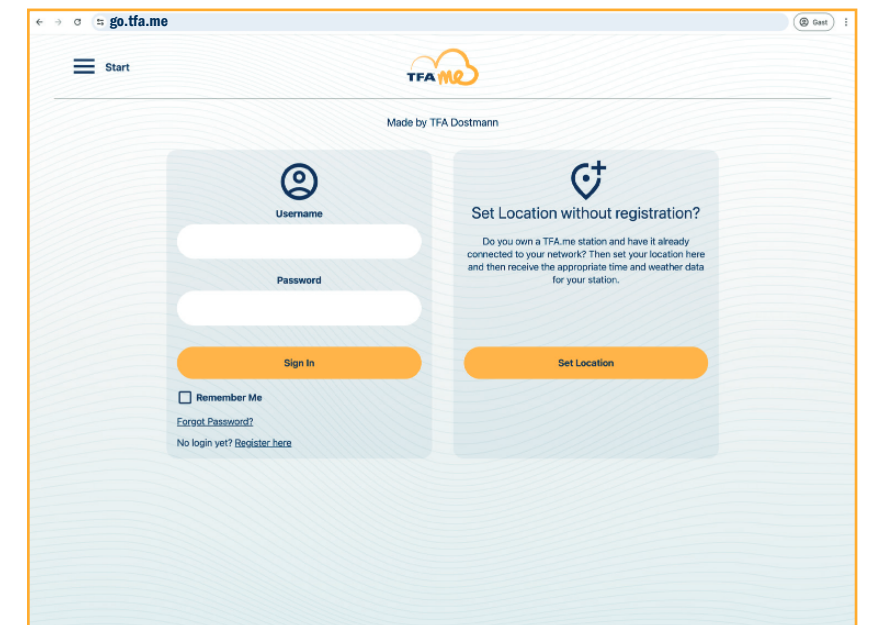 go.tfa.me
Gast
Start
TFA me
Made by TFA Dostmann
Username
Password
Sign In
Remember Me
Forgot Password?
No login yet? Register here
Set Location without registration?
Do you own a TFA.me station and have it already
connected to your network? Then set your location here
and then receive the appropriate time and weather data
for your station.
Set Location